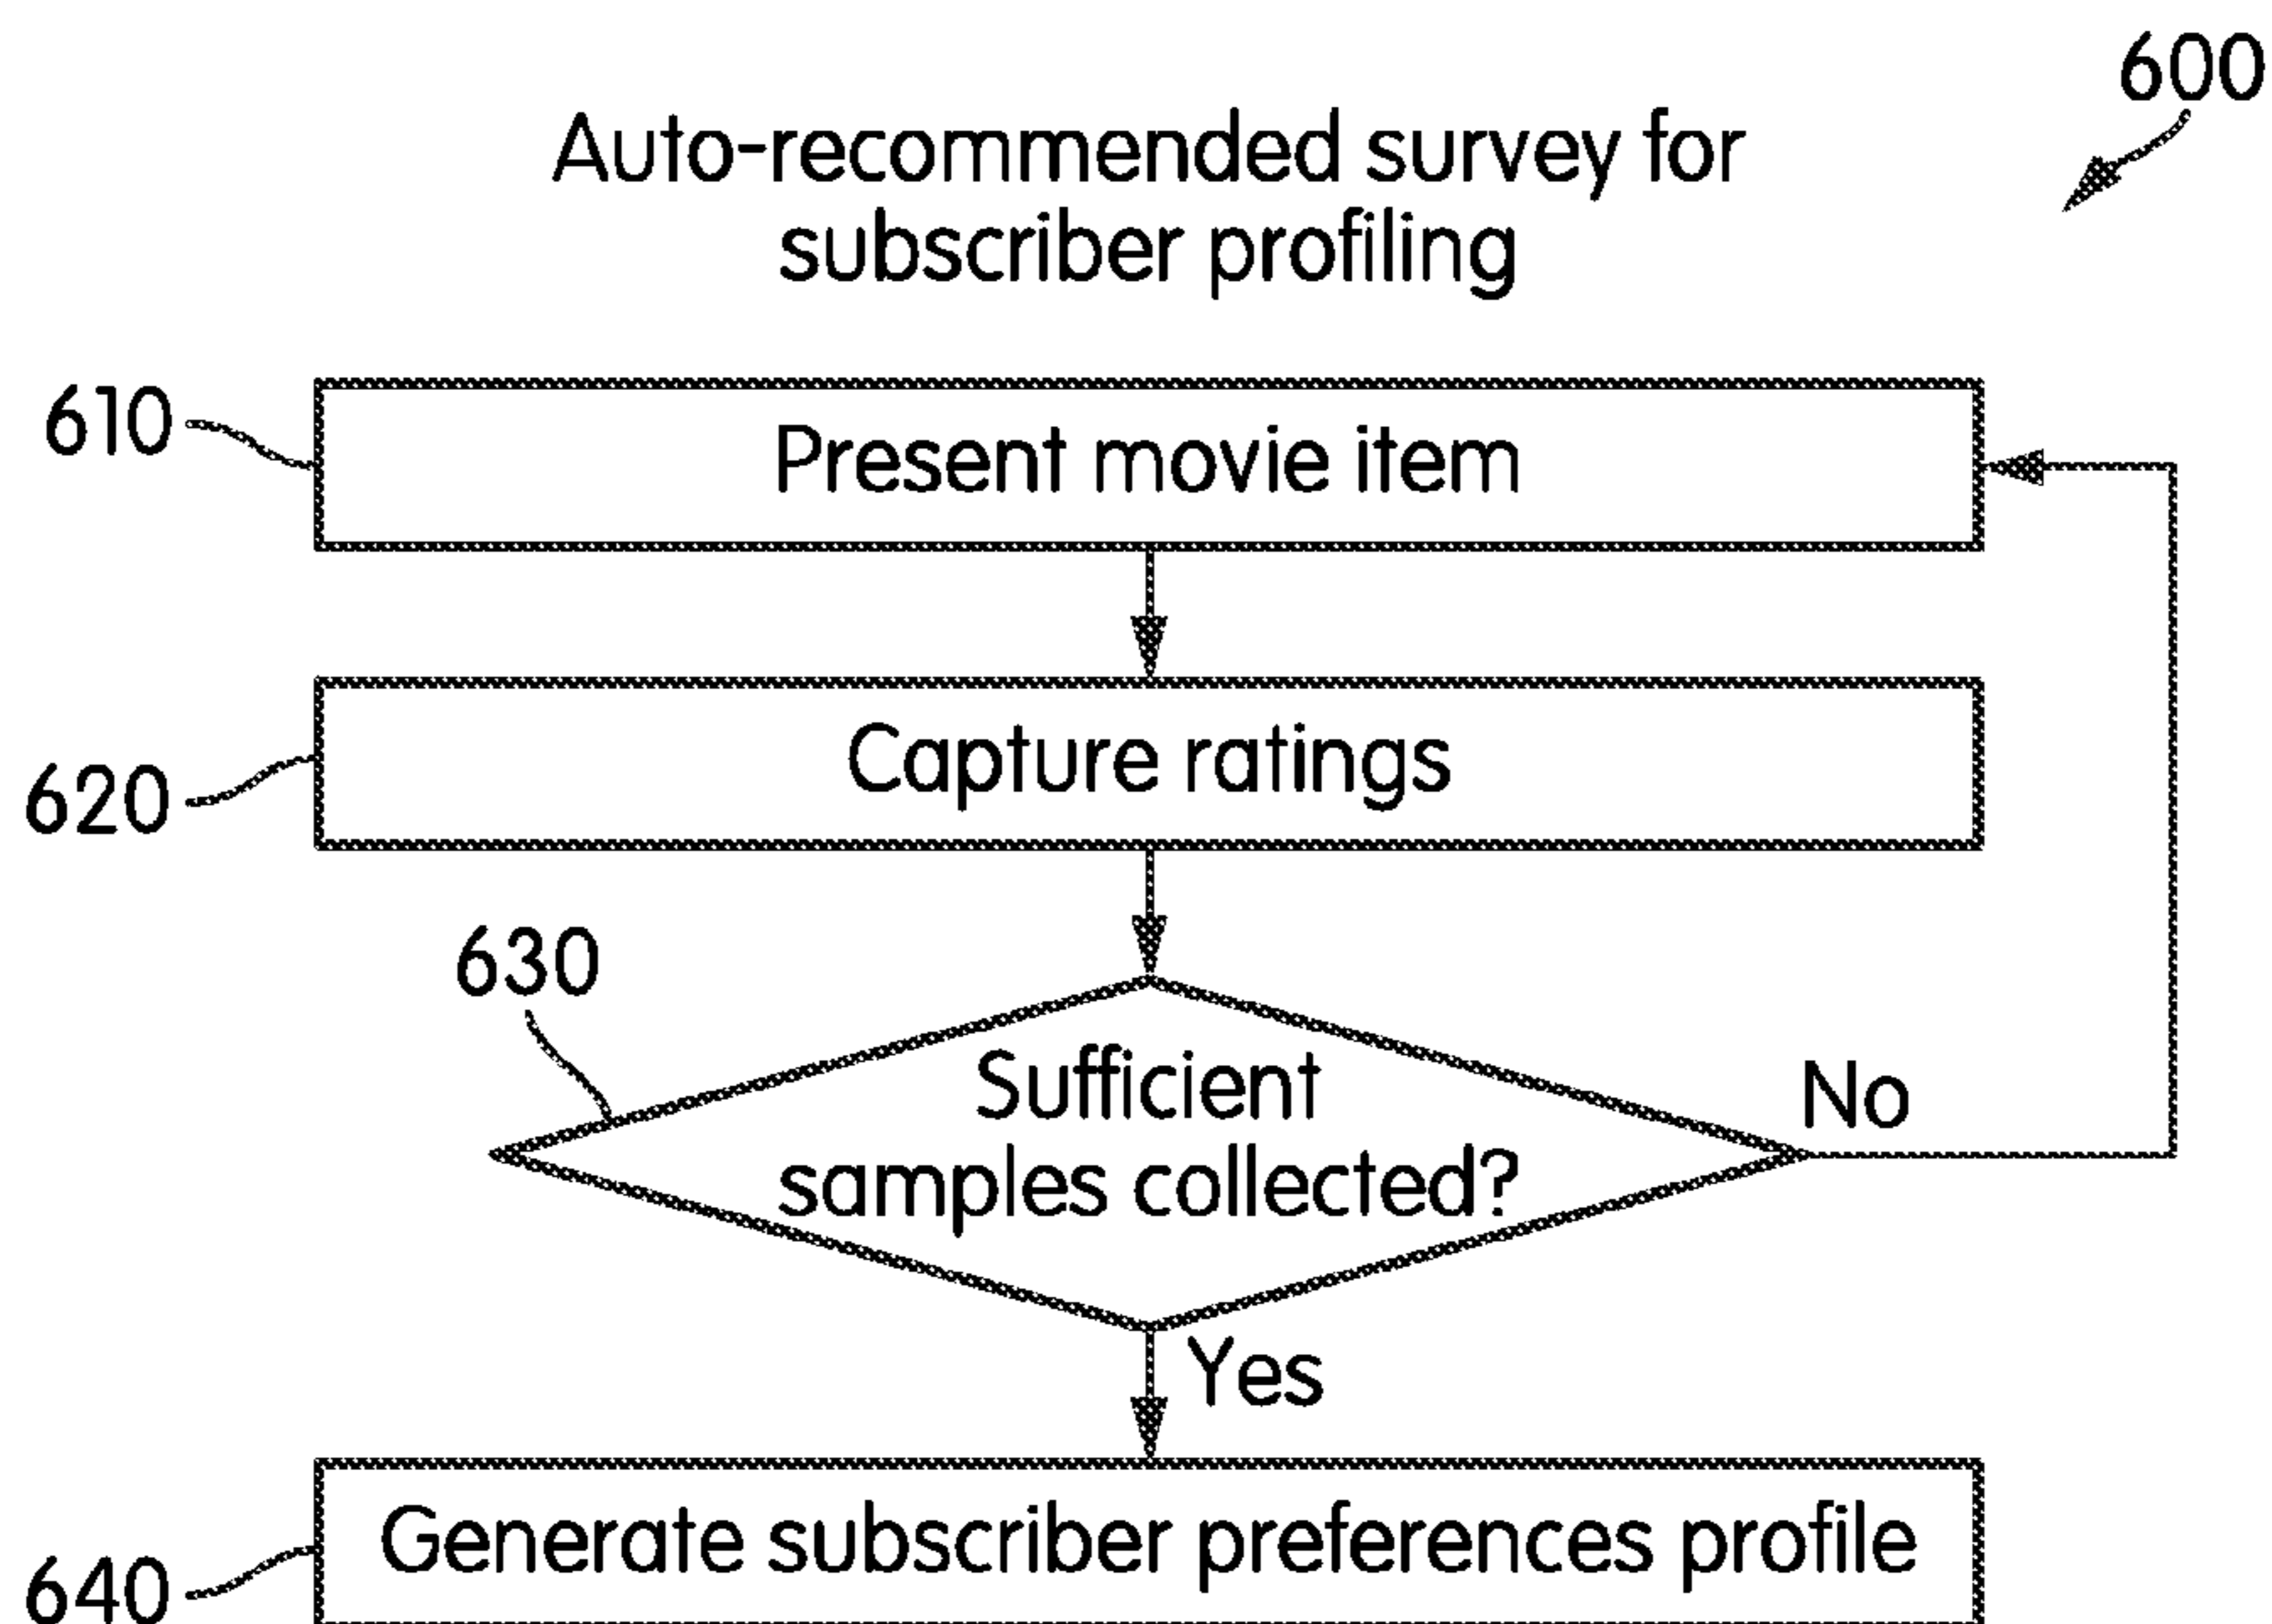 600
Auto-recommended survey for
subscriber profiling
610
Present movie item
620
Capture ratings
630
Sufficient
samples collected?
No
Yes
640
Generate subscriber preferences profile